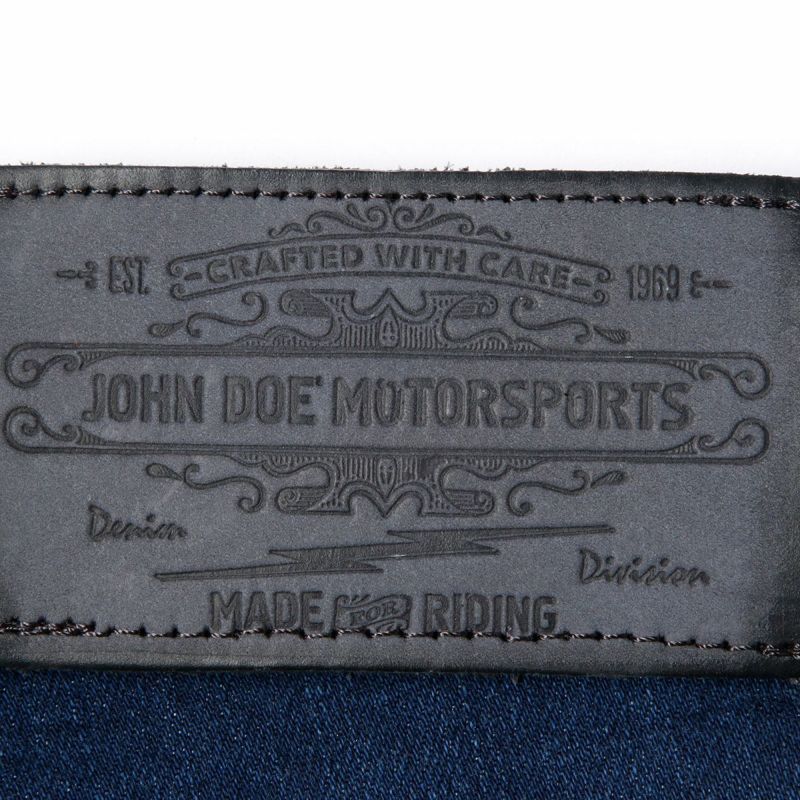 CRAFTED WITH CARE
EST. 1969
JOHN DOE MOTORSPORTS
Denim
Division
MADE FOR RIDING